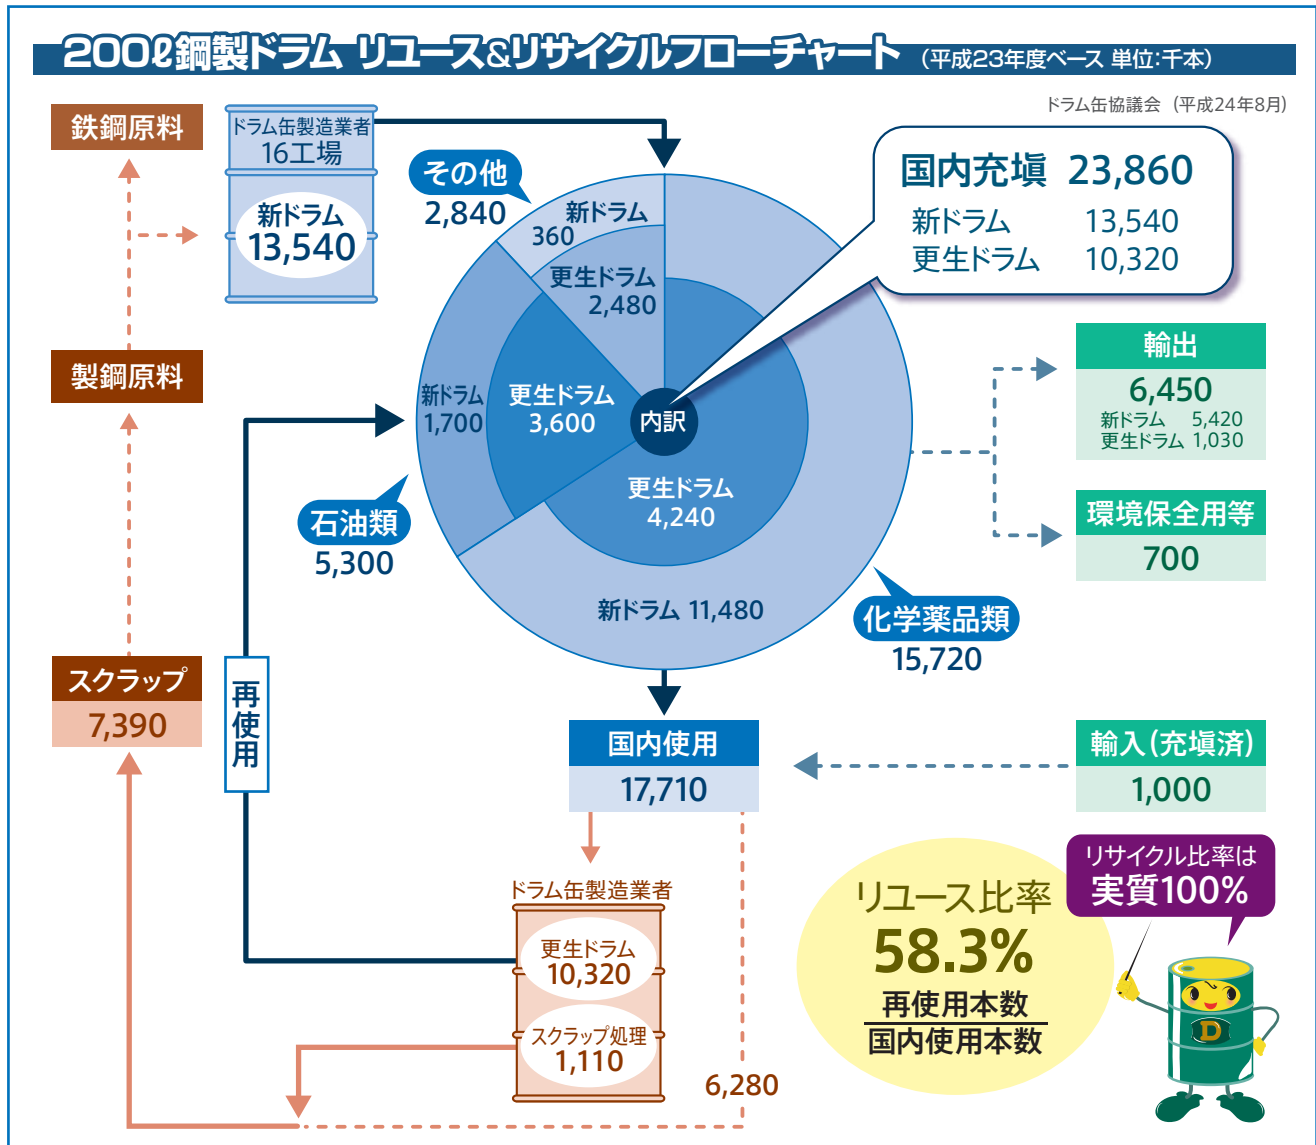 200ℓ鋼製ドラム リユース&リサイクルフローチャート （平成23年度ベース 単位:千本）
ドラム缶協議会（平成24年8月）
鉄鋼原料
ドラム缶製造業者
16工場
新ドラム
13,540
その他
2,840
新ドラム
360
更生ドラム
2,480
国内充塡 23,860
新ドラム 13,540
更生ドラム 10,320
製鋼原料
新ドラム
1,700
更生ドラム
3,600
内訳
更生ドラム
4,240
輸出
6,450
新ドラム 5,420
更生ドラム 1,030
石油類
5,300
環境保全用等
700
新ドラム 11,480
化学薬品類
15,720
スクラップ
7,390
再使用
国内使用
17,710
輸入(充塡済)
1,000
ドラム缶製造業者
更生ドラム
10,320
スクラップ処理
1,110
6,280
リユース比率
58.3%
再使用本数
国内使用本数
リサイクル比率は
実質100%
D